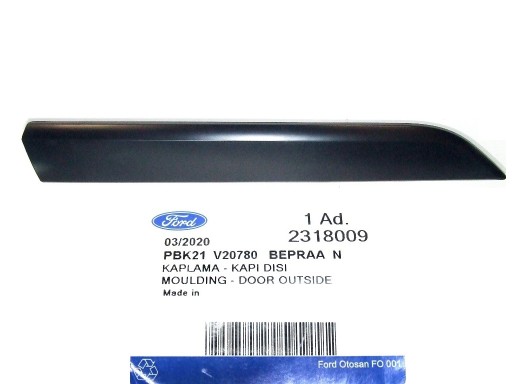 Ford
1 Ad.
03/2020
2318009
PBK21 V20780 BEPRAA N
KAPLAMA - KAPI DISI
MOULDING - DOOR OUTSIDE
Made in
Ford Otosan FO 001